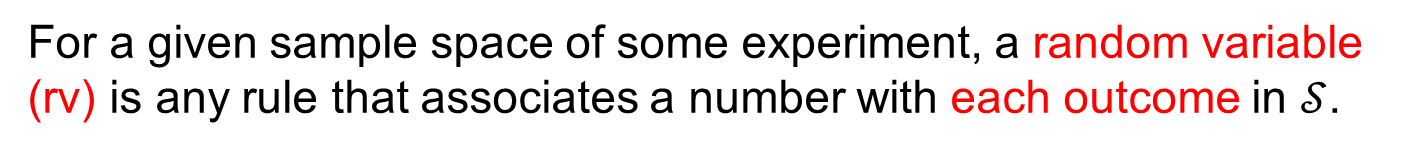 For a given sample space of some experiment, a random variable
(rv) is any rule that associates a number with each outcome in 𝒮.